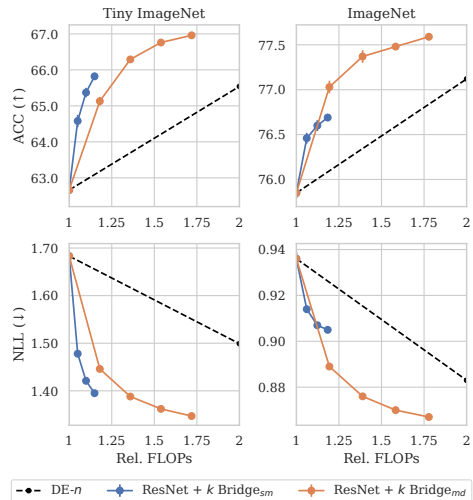 Tiny ImageNet
ImageNet
ACC (↑)
67.0
66.0
65.0
64.0
63.0
77.5
77.0
76.5
76.0
1 1.25 1.5 1.75 2
1 1.25 1.5 1.75 2
NLL (↓)
1.70
1.60
1.50
1.40
0.94
0.92
0.90
0.88
1 1.25 1.5 1.75 2
1 1.25 1.5 1.75 2
Rel. FLOPs
Rel. FLOPs
DE-n
ResNet + k Bridge_sm
ResNet + k Bridge_md